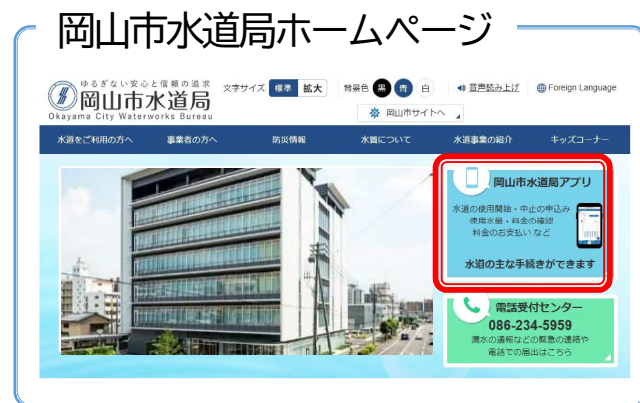 岡山市水道局ホームページ
ゆるぎない安心と信頼の追求
岡山市水道局
Okayama City Waterworks Bureau
文字サイズ 標準 拡大 背景色 黒 青 白 音声読み上げ Foreign Language
岡山市サイトへ
水道をご利用の方へ 事業者の方へ 防災情報 水質について 水道事業の紹介 キッズコーナー
岡山市水道局アプリ
水道の使用開始・中止の申込み
使用水量・料金の確認
料金のお支払い など
水道の主な手続きができます
電話受付センター
086-234-5959
漏水の通報などの緊急の連絡や
電話での届出はこちら